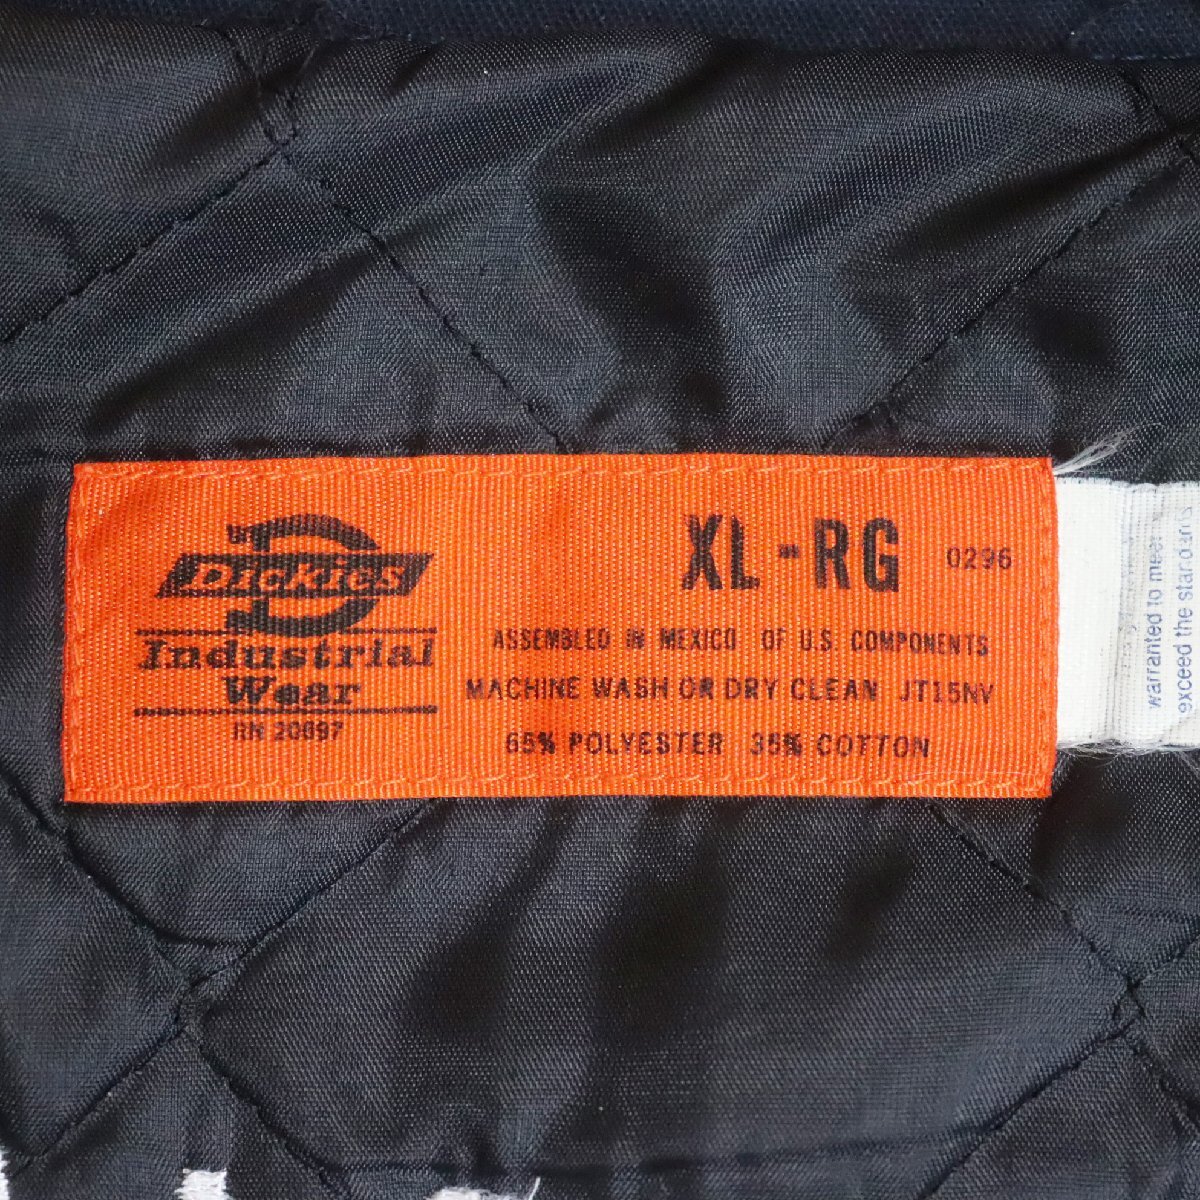 Dickies
Industrial
Wear
RN 20697
XL-RG 0296
ASSEMBLED IN MEXICO OF U.S. COMPONENTS
MACHINE WASH OR DRY CLEAN JT15NV
65% POLYESTER 35% COTTON
warranted to meet
exceed the standards